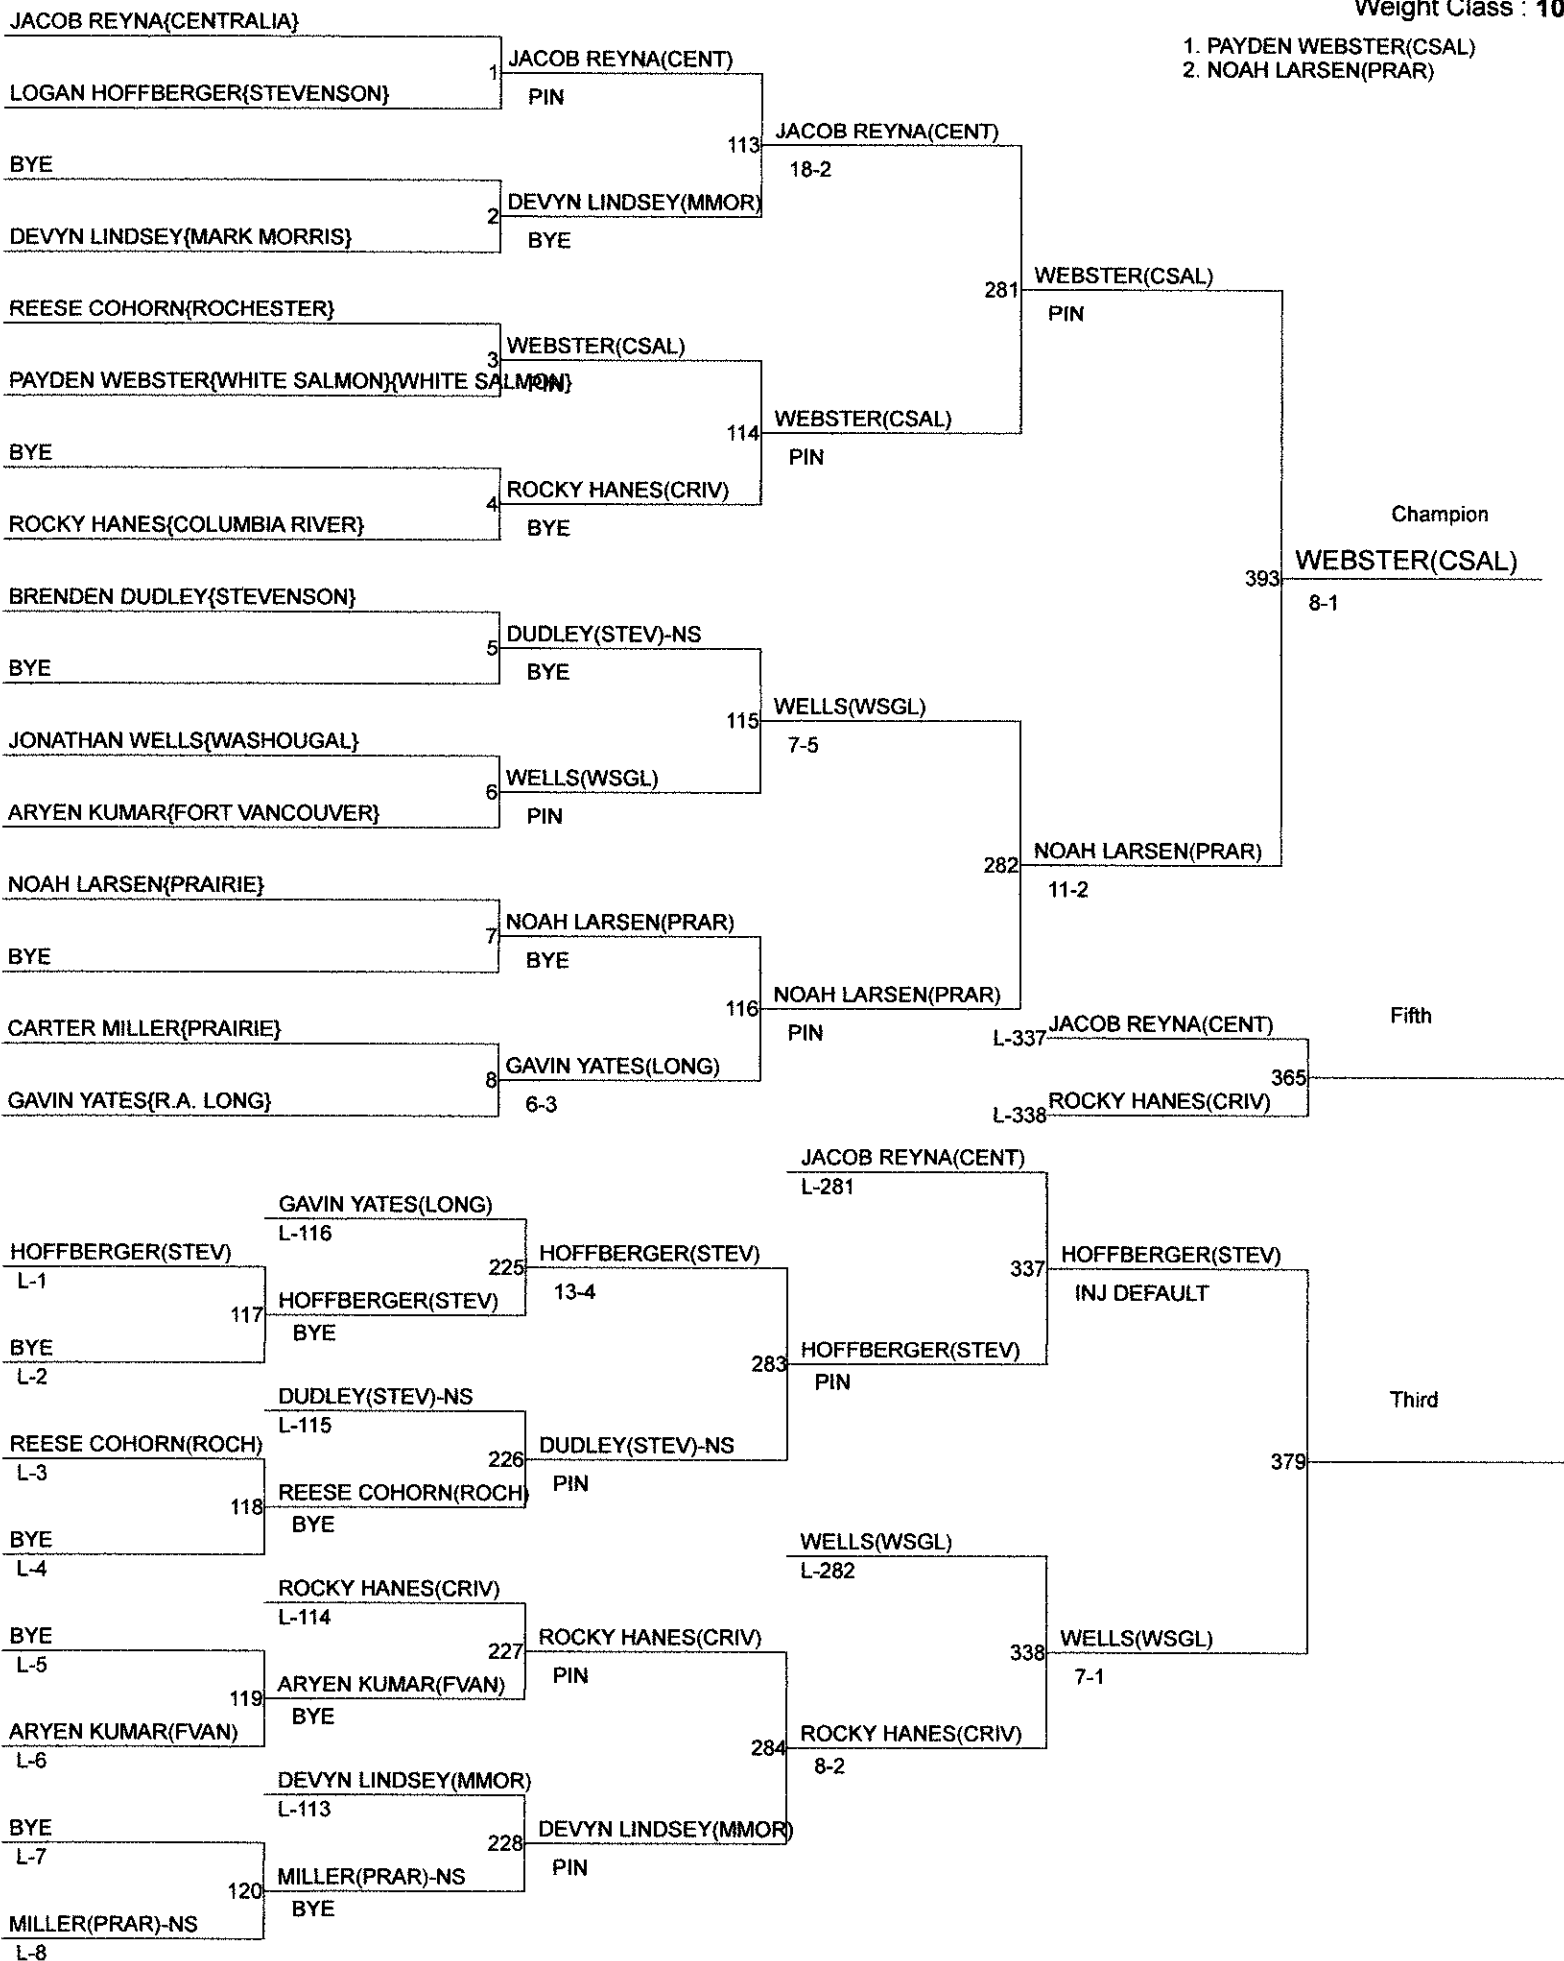 Weight Class : 10
1. PAYDEN WEBSTER(CSAL)
2. NOAH LARSEN(PRAR)
JACOB REYNA{CENTRALIA}
1
JACOB REYNA(CENT)
PIN
LOGAN HOFFBERGER{STEVENSON}
113
JACOB REYNA(CENT)
18-2
BYE
2
DEVYN LINDSEY(MMOR)
BYE
DEVYN LINDSEY{MARK MORRIS}
281
WEBSTER(CSAL)
PIN
REESE COHORN{ROCHESTER}
3
WEBSTER(CSAL)
PIN
PAYDEN WEBSTER{WHITE SALMON}{WHITE SALMON}
114
WEBSTER(CSAL)
PIN
BYE
4
ROCKY HANES(CRIV)
BYE
ROCKY HANES{COLUMBIA RIVER}
Champion
393
WEBSTER(CSAL)
8-1
BRENDEN DUDLEY{STEVENSON}
5
DUDLEY(STEV)-NS
BYE
BYE
115
WELLS(WSGL)
7-5
JONATHAN WELLS{WASHOUGAL}
6
WELLS(WSGL)
PIN
ARYEN KUMAR{FORT VANCOUVER}
282
NOAH LARSEN(PRAR)
11-2
NOAH LARSEN{PRAIRIE}
7
NOAH LARSEN(PRAR)
BYE
BYE
116
NOAH LARSEN(PRAR)
PIN
CARTER MILLER{PRAIRIE}
8
GAVIN YATES(LONG)
6-3
GAVIN YATES{R.A. LONG}
L-337
JACOB REYNA(CENT)
Fifth
365
L-338
ROCKY HANES(CRIV)
JACOB REYNA(CENT)
L-281
GAVIN YATES(LONG)
L-116
HOFFBERGER(STEV)
L-1
225
HOFFBERGER(STEV)
13-4
337
HOFFBERGER(STEV)
INJ DEFAULT
117
HOFFBERGER(STEV)
BYE
BYE
L-2
283
HOFFBERGER(STEV)
PIN
DUDLEY(STEV)-NS
L-115
Third
REESE COHORN(ROCH)
L-3
226
DUDLEY(STEV)-NS
PIN
379
118
REESE COHORN(ROCH)
BYE
BYE
L-4
WELLS(WSGL)
L-282
ROCKY HANES(CRIV)
L-114
BYE
L-5
227
ROCKY HANES(CRIV)
PIN
338
WELLS(WSGL)
7-1
119
ARYEN KUMAR(FVAN)
BYE
ARYEN KUMAR(FVAN)
L-6
284
ROCKY HANES(CRIV)
8-2
DEVYN LINDSEY(MMOR)
L-113
BYE
L-7
228
DEVYN LINDSEY(MMOR)
PIN
120
MILLER(PRAR)-NS
BYE
MILLER(PRAR)-NS
L-8